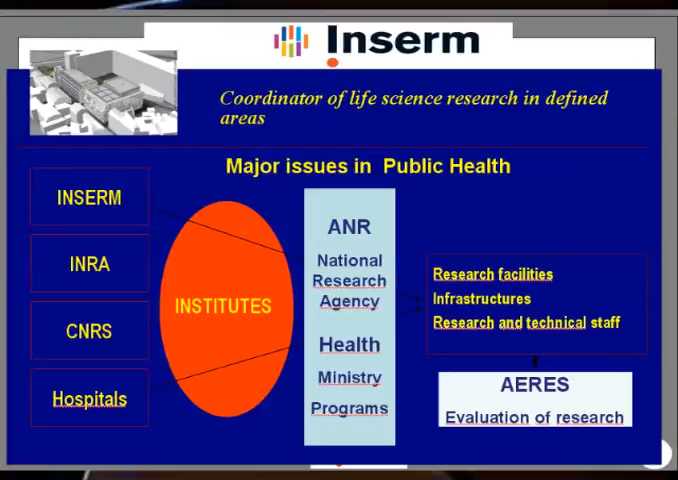 Inserm
Coordinator of life science research in defined
areas
Major issues in Public Health
INSERM
INRA
CNRS
Hospitals
INSTITUTES
ANR
National
Research
Agency
Health
Ministry
Programs
Research facilities
Infrastructures
Research and technical staff
AERES
Evaluation of research